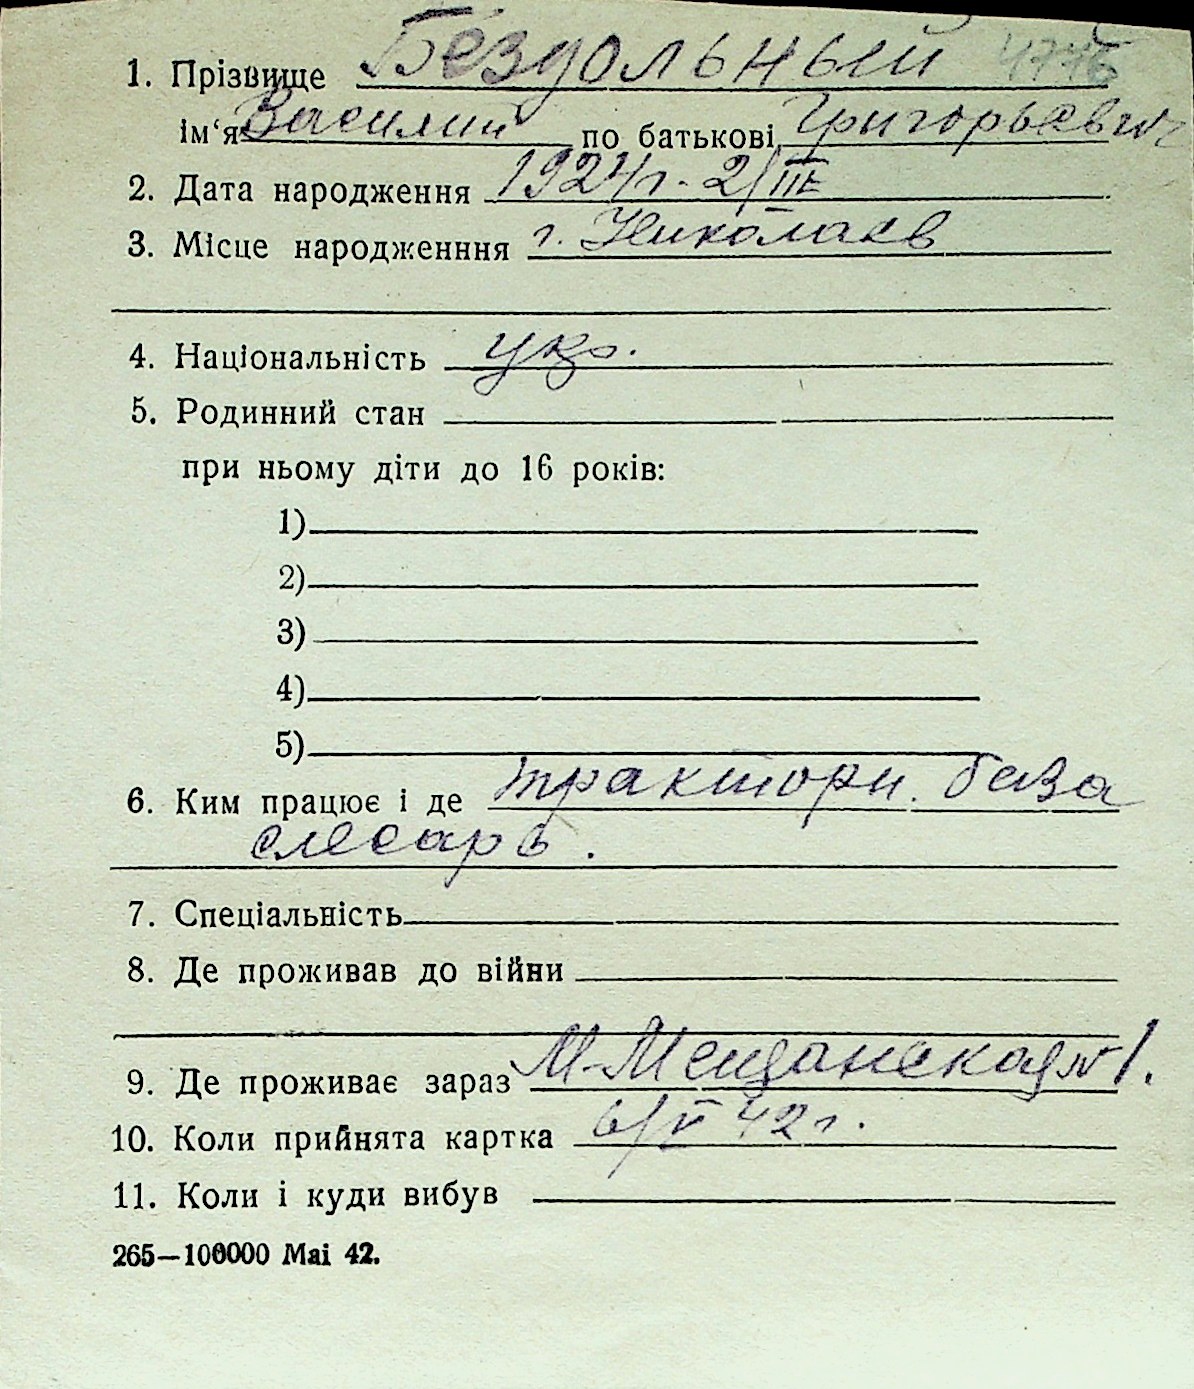 1. Прізвище Бездольный
ім‘я Василий по батькові Григорьевич
2. Дата народження 1924 г. 2/III
3. Місце народженння г. Николаев
4. Національність укр.
5. Родинний стан
при ньому діти до 16 років:
1)
2)
3)
4)
5)
6. Ким працює і де тракторн. база
слесарь.
7. Спеціальність
8. Де проживав до війни
9. Де проживає зараз М-Мещанская № 1.
10. Коли прийнята картка 6/V 42 г.
11. Коли і куди вибув
265—100000 Mai 42.